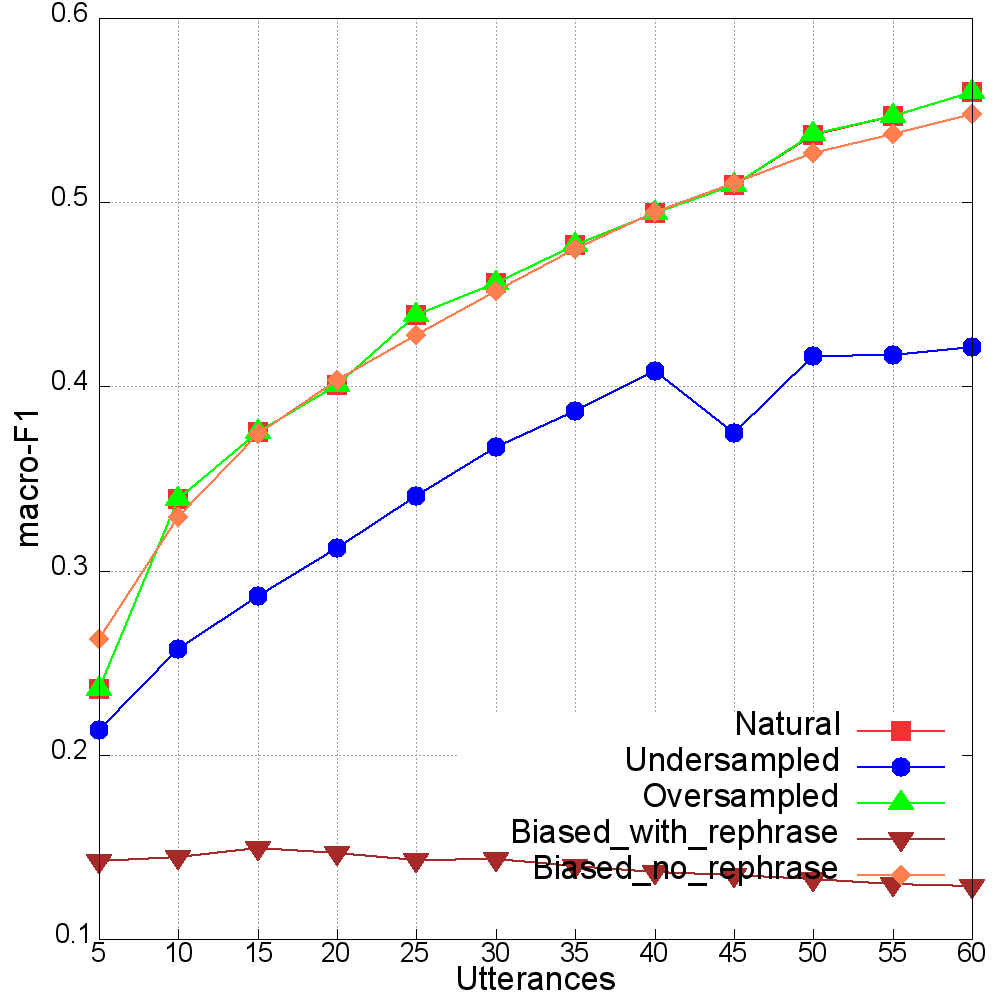 0.6
0.5
0.4
0.3
0.2
0.1
macro-F1
Natural
Undersampled
Oversampled
Biased_with_rephrase
Biased_no_rephrase
5 10 15 20 25 30 35 40 45 50 55 60
Utterances